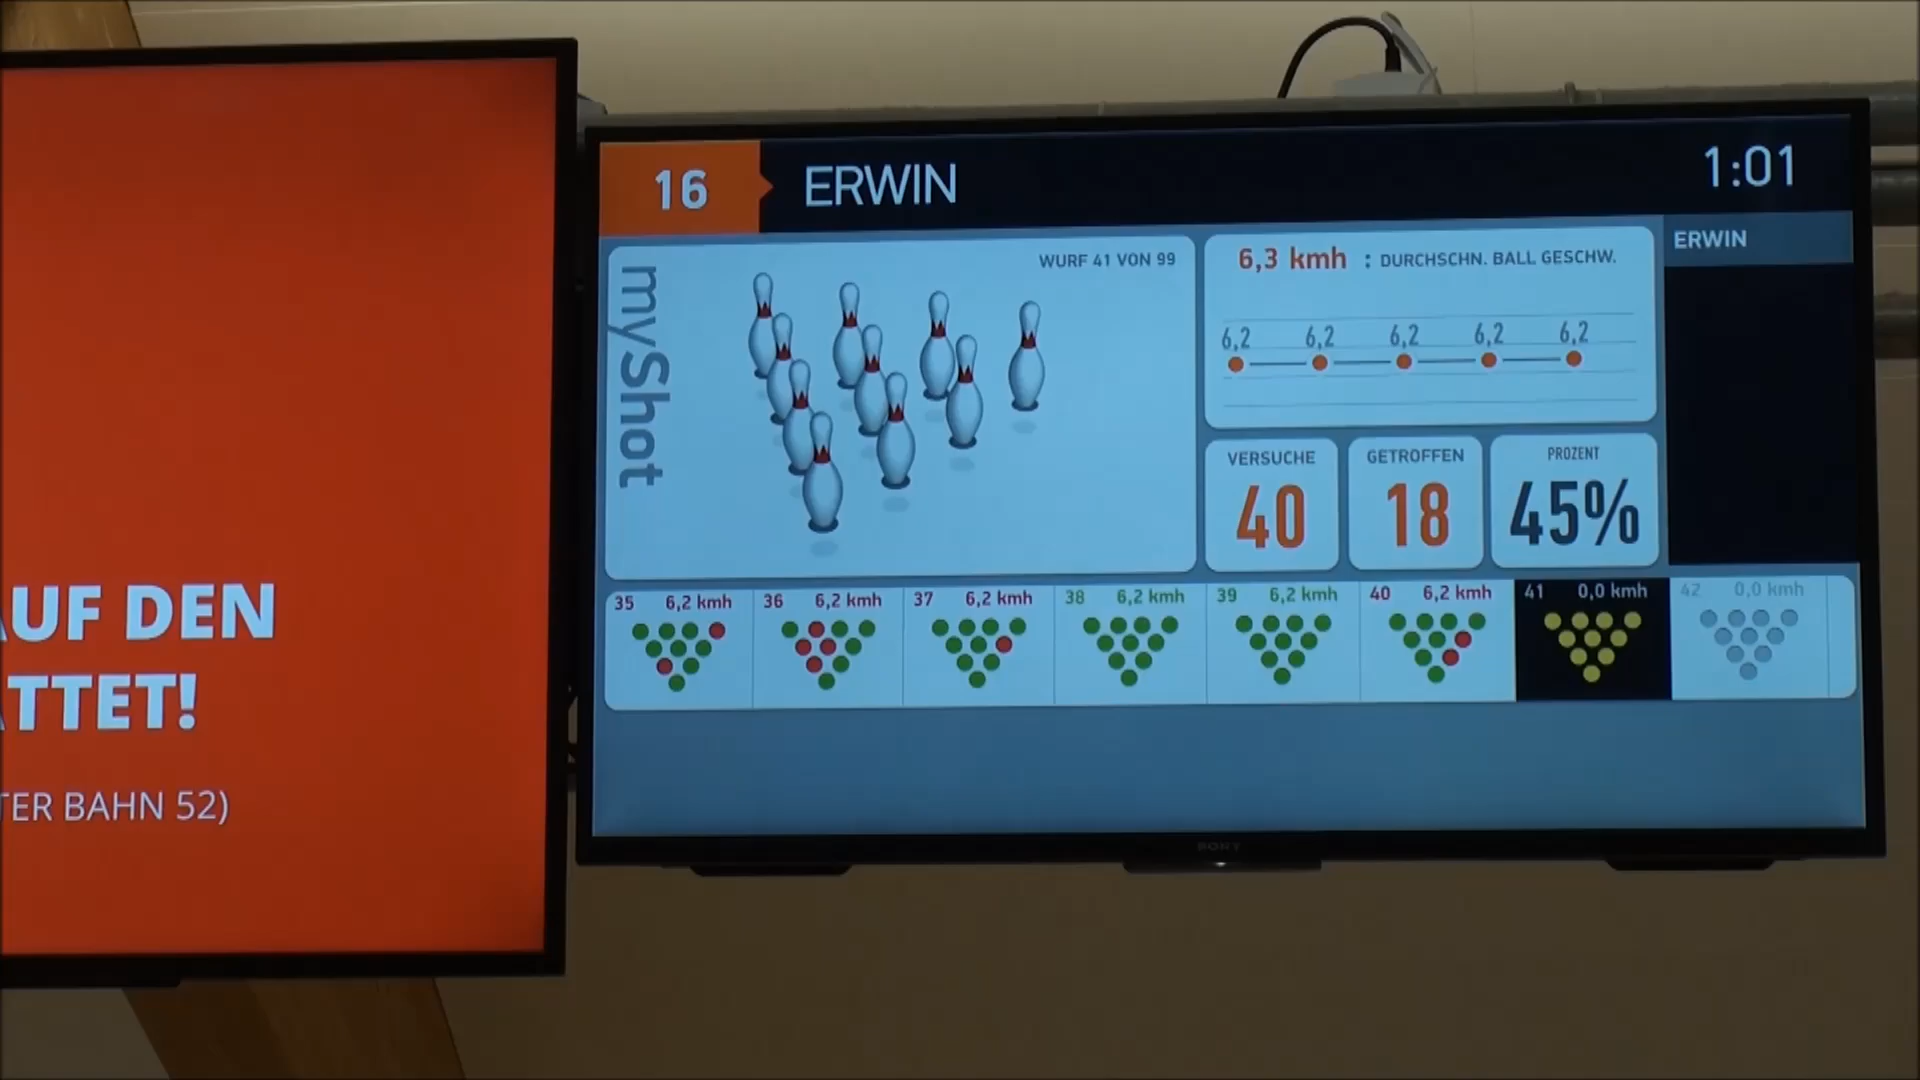 UF DEN
TTET!
TER BAHN 52)
16
ERWIN
1:01
ERWIN
myShot
WURF 41 VON 99
6,3 kmh : DURCHSCHN. BALL GESCHW.
6,2 6,2 6,2 6,2 6,2
VERSUCHE
40
GETROFFEN
18
PROZENT
45%
35 6,2 kmh
36 6,2 kmh
37 6,2 kmh
38 6,2 kmh
39 6,2 kmh
40 6,2 kmh
41 0,0 kmh
42 0,0 kmh
SONY